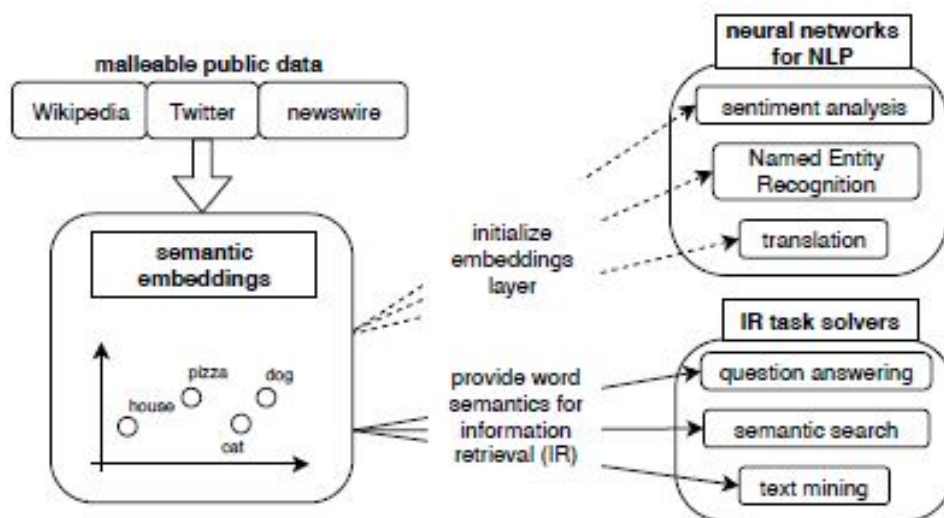 malleable public data
Wikipedia
Twitter
newswire
semantic
embeddings
pizza
dog
house
cat
initialize
embeddings
layer
provide word
semantics for
information
retrieval (IR)
neural networks
for NLP
sentiment analysis
Named Entity
Recognition
translation
IR task solvers
question answering
semantic search
text mining